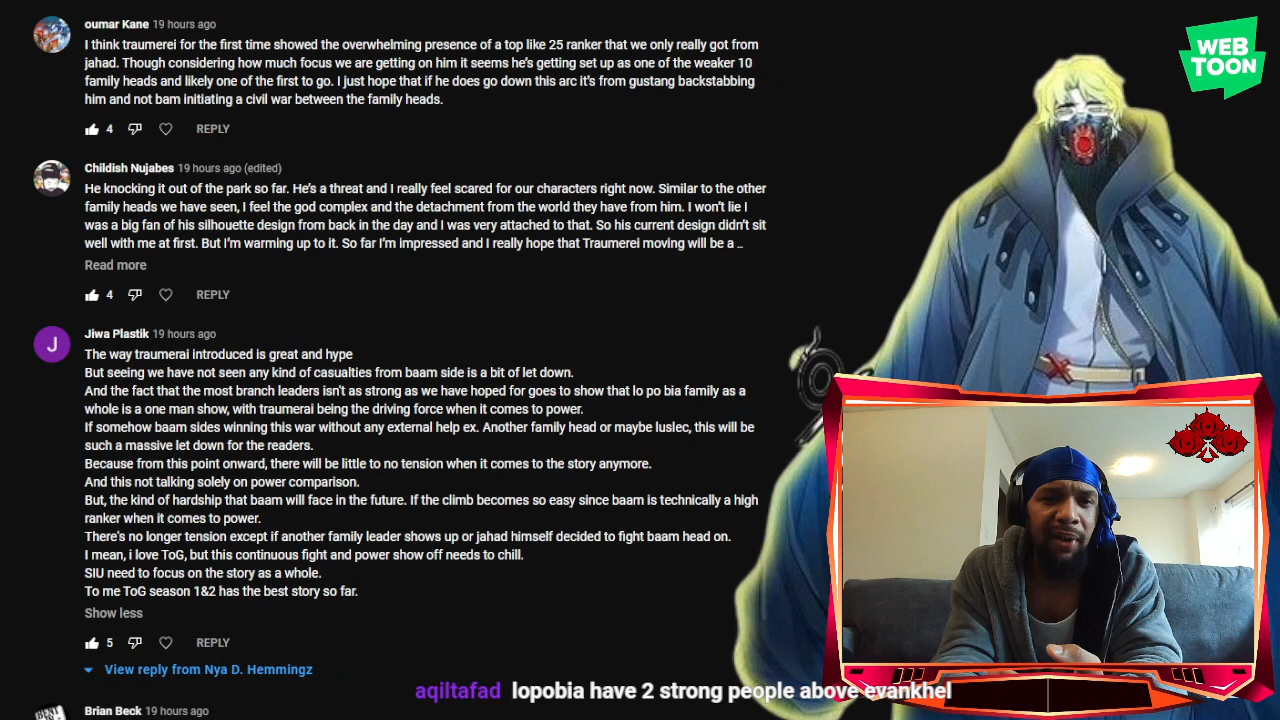 oumar Kane 19 hours ago
I think traumerei for the first time showed the overwhelming presence of a top like 25 ranker that we only really got from
jahad. Though considering how much focus we are getting on him it seems he's getting set up as one of the weaker 10
family heads and likely one of the first to go. I just hope that if he does go down this arc it's from gustang backstabbing
him and not bam initiating a civil war between the family heads.
4 REPLY
Childish Nujabes 19 hours ago (edited)
He knocking it out of the park so far. He's a threat and I really feel scared for our characters right now. Similar to the other
family heads we have seen, I feel the god complex and the detachment from the world they have from him. I won't lie I
was a big fan of his silhouette design from back in the day and I was very attached to that. So his current design didn't sit
well with me at first. But I'm warming up to it. So far I'm impressed and I really hope that Traumerei moving will be a ..
Read more
4 REPLY
J
Jiwa Plastik 19 hours ago
The way traumerai introduced is great and hype
But seeing we have not seen any kind of casualties from baam side is a bit of let down.
And the fact that the most branch leaders isn't as strong as we have hoped for goes to show that lo po bia family as a
whole is a one man show, with traumerai being the driving force when it comes to power.
If somehow baam sides winning this war without any external help ex. Another family head or maybe luslec, this will be
such a massive let down for the readers.
Because from this point onward, there will be little to no tension when it comes to the story anymore.
And this not talking solely on power comparison.
But, the kind of hardship that baam will face in the future. If the climb becomes so easy since baam is technically a high
ranker when it comes to power.
There's no longer tension except if another family leader shows up or jahad himself decided to fight baam head on.
I mean, i love ToG, but this continuous fight and power show off needs to chill.
SIU need to focus on the story as a whole.
To me ToG season 1&2 has the best story so far.
Show less
5 REPLY
View reply from Nya D. Hemmingz
Brian Beck 19 hours ago
aqiltafad lopobia have 2 strong people above evankhel
WEB
TOON